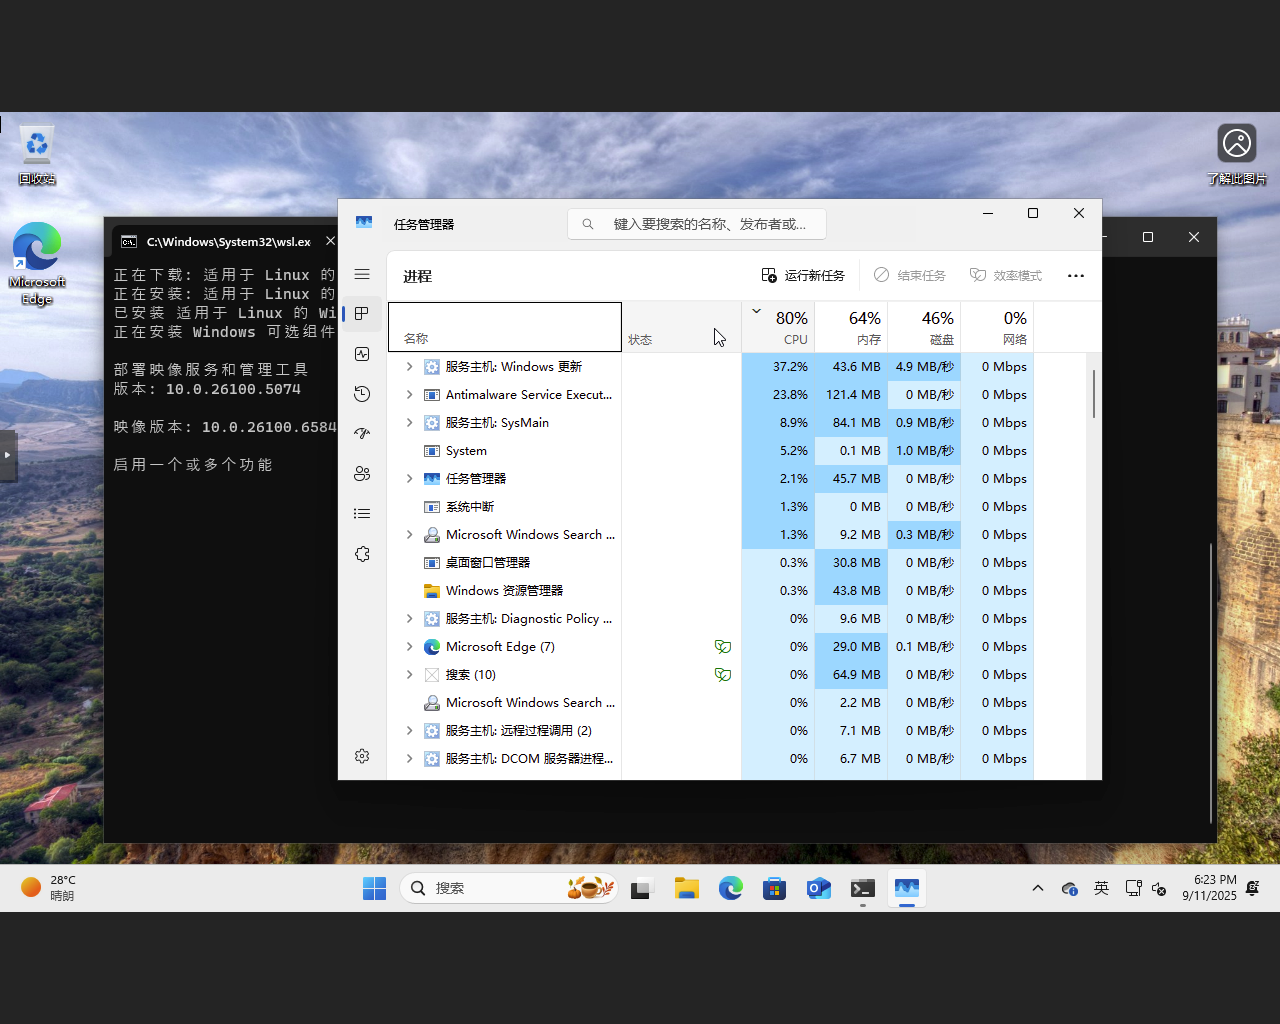 回收站
Microsoft
Edge
了解此图片
C:\Windows\System32\wsl.ex
正在下载: 适用于 Linux 的
正在安装: 适用于 Linux 的
已安装 适用于 Linux 的 Wi
正在安装 Windows 可选组件
部署映像服务和管理工具
版本: 10.0.26100.5074
映像版本: 10.0.26100.6584
启用一个或多个功能
任务管理器
键入要搜索的名称、发布者或...
进程
运行新任务
结束任务
效率模式
名称
状态
80%
CPU
64%
内存
46%
磁盘
0%
网络
服务主机: Windows 更新 37.2% 43.6 MB 4.9 MB/秒 0 Mbps
Antimalware Service Execut... 23.8% 121.4 MB 0 MB/秒 0 Mbps
服务主机: SysMain 8.9% 84.1 MB 0.9 MB/秒 0 Mbps
System 5.2% 0.1 MB 1.0 MB/秒 0 Mbps
任务管理器 2.1% 45.7 MB 0 MB/秒 0 Mbps
系统中断 1.3% 0 MB 0 MB/秒 0 Mbps
Microsoft Windows Search ... 1.3% 9.2 MB 0.3 MB/秒 0 Mbps
桌面窗口管理器 0.3% 30.8 MB 0 MB/秒 0 Mbps
Windows 资源管理器 0.3% 43.8 MB 0 MB/秒 0 Mbps
服务主机: Diagnostic Policy ... 0% 9.6 MB 0 MB/秒 0 Mbps
Microsoft Edge (7) 0% 29.0 MB 0.1 MB/秒 0 Mbps
搜索 (10) 0% 64.9 MB 0 MB/秒 0 Mbps
Microsoft Windows Search ... 0% 2.2 MB 0 MB/秒 0 Mbps
服务主机: 远程过程调用 (2) 0% 7.1 MB 0 MB/秒 0 Mbps
服务主机: DCOM 服务器进程... 0% 6.7 MB 0 MB/秒 0 Mbps
28°C
晴朗
搜索
英
6:23 PM
9/11/2025